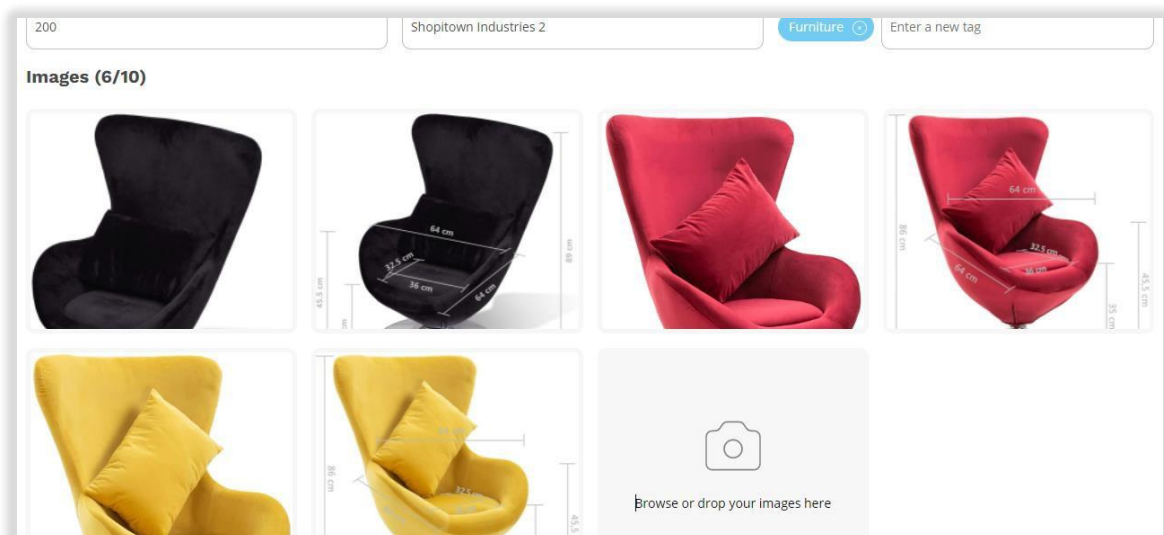 200
Shopitown Industries 2
Furniture
Enter a new tag
Images (6/10)
64 cm
32.5 cm
36 cm
64 cm
45.5 cm
cm
89 cm
64 cm
86 cm
32.5 cm
36 cm
64 cm
45,5 cm
35 cm
86 cm
32.5
45,5
Browse or drop your images here